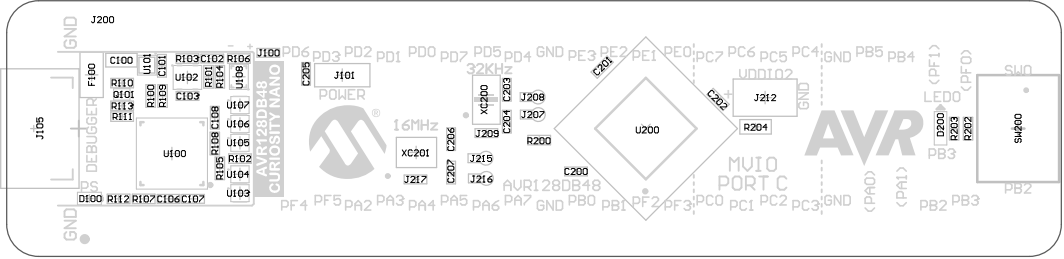 J200
GND
- +
J100
PD6 PD3 PD2 PD1 PD0 PD7 PD5 PD4 GND PE3 PE2 PE1 PE0 PC7 PC6 PC5 PC4 GND PB5 PB4 (PF1) (PF0)
F100 C100 U101 C101 R103 C102 R106
U102 R101 R104 U108
R110 Q101 R113 R111 R100 R109 C103
U107
C108 U106
R108 U105
R102
R105 U104
U103
U100
J105
DEBUGGER
PS
D100 R112 R107 C106 C107
GND
AVR128DB48
CURIOSITY NANO
C205 J101
POWER
®
16MHz
XC201
J217
32KHz
XC200
C203
C204
J208
J207
J209
C206
C207
J215
J216
R200
C200
AVR128DB48
C201
U200
C202
VDDIO2
+ J212 GND
R204
MVIO
PORT C
AVR
LED0
D200 R203 R202
PB3
SW0
SW200
PB2
PF4 PF5 PA2 PA3 PA4 PA5 PA6 PA7 GND PB0 PB1 PF2 PF3 PC0 PC1 PC2 PC3 GND (PA0) (PA1) PB2 PB3